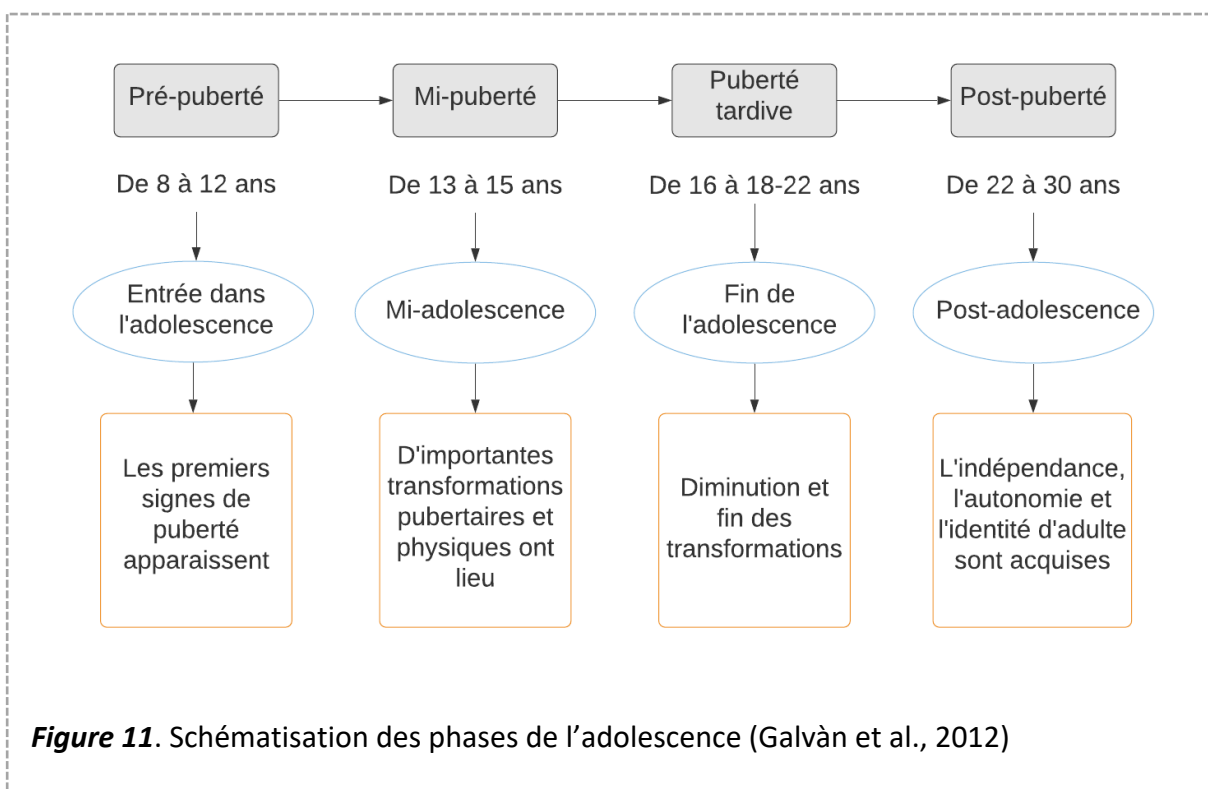 Pré-puberté
Mi-puberté
Puberté
tardive
Post-puberté
De 8 à 12 ans
De 13 à 15 ans
De 16 à 18-22 ans
De 22 à 30 ans
Entrée dans
l'adolescence
Mi-adolescence
Fin de
l'adolescence
Post-adolescence
Les premiers
signes de
puberté
apparaissent
D'importantes
transformations
pubertaires et
physiques ont
lieu
Diminution et
fin des
transformations
L'indépendance,
l'autonomie et
l'identité d'adulte
sont acquises
Figure 11. Schématisation des phases de l’adolescence (Galvàn et al., 2012)